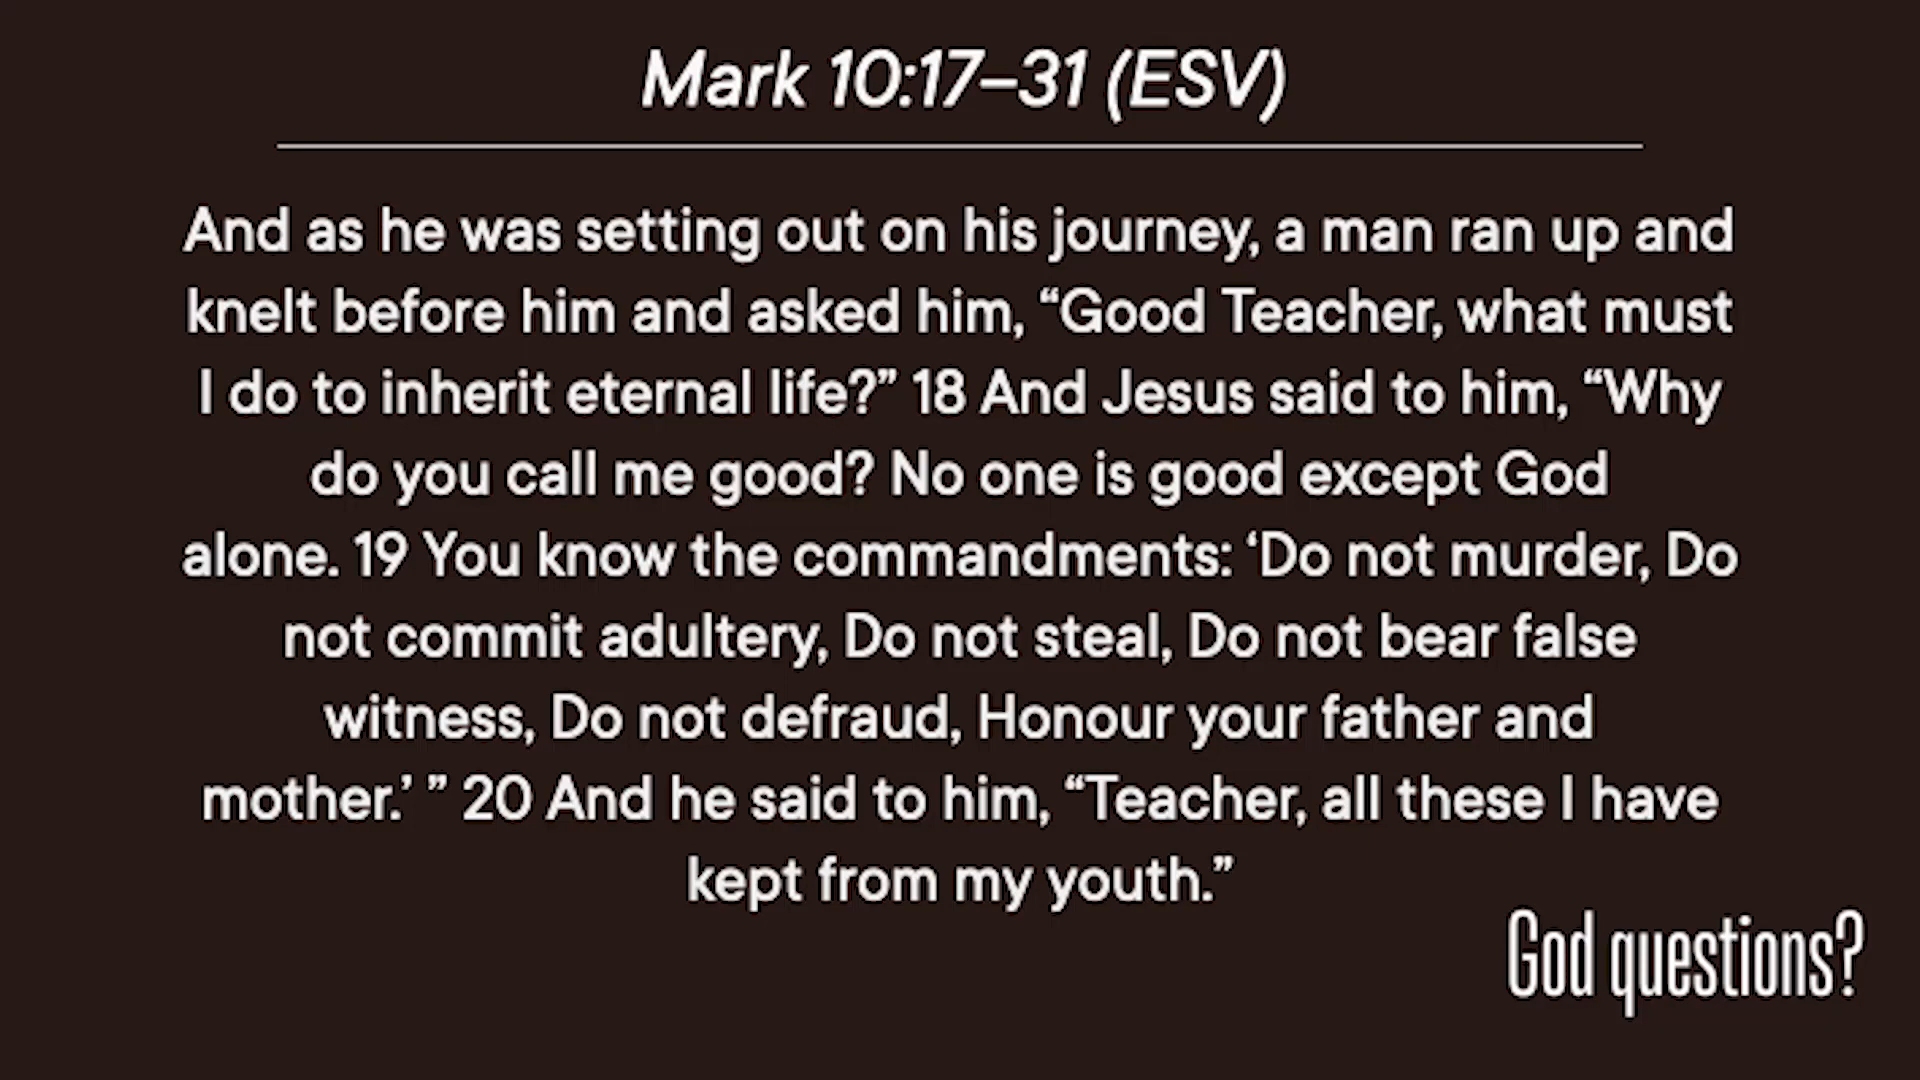 Mark 10:17–31 (ESV)
And as he was setting out on his journey, a man ran up and
knelt before him and asked him, “Good Teacher, what must
I do to inherit eternal life?” 18 And Jesus said to him, “Why
do you call me good? No one is good except God
alone. 19 You know the commandments: ‘Do not murder, Do
not commit adultery, Do not steal, Do not bear false
witness, Do not defraud, Honour your father and
mother.’ ” 20 And he said to him, “Teacher, all these I have
kept from my youth.”
God questions?